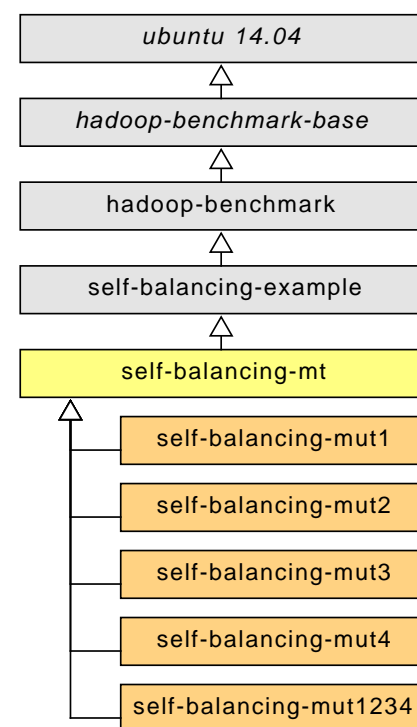 ubuntu 14.04
hadoop-benchmark-base
hadoop-benchmark
self-balancing-example
self-balancing-mt
self-balancing-mut1
self-balancing-mut2
self-balancing-mut3
self-balancing-mut4
self-balancing-mut1234